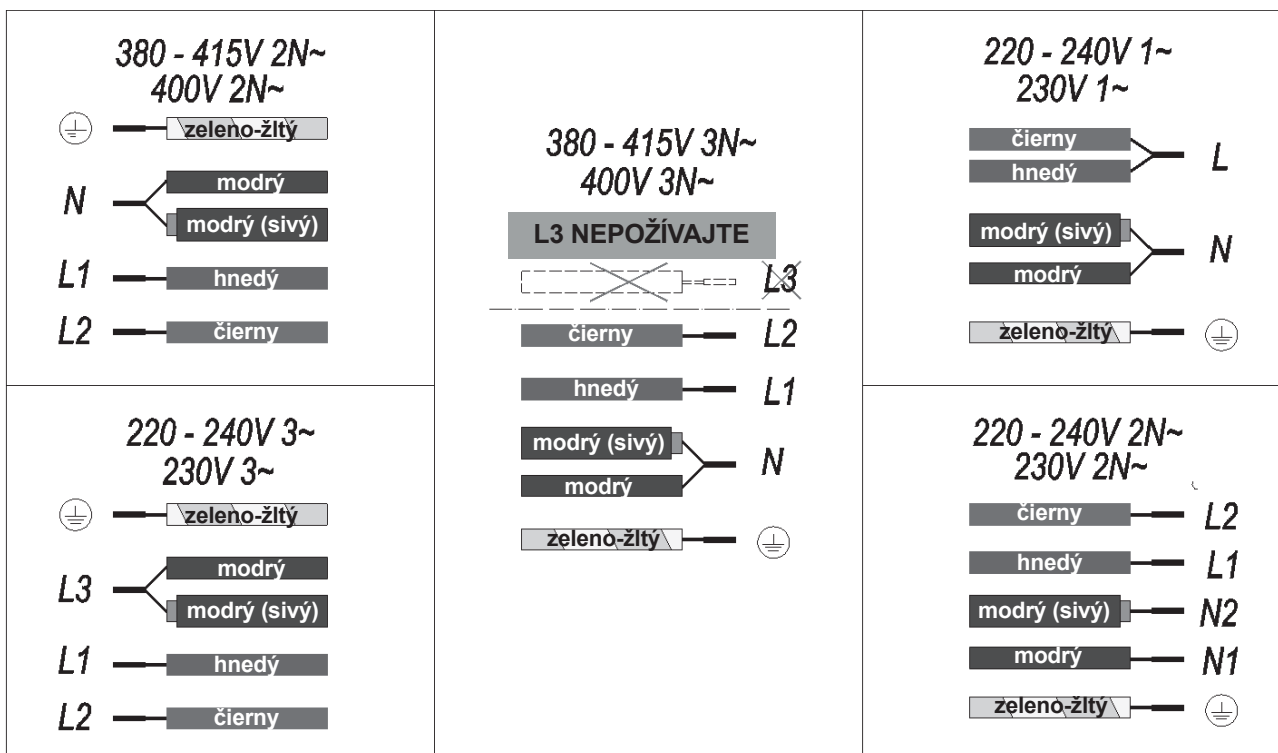 380 - 415V 2N~
400V 2N~
zeleno-žltý
N
modrý
modrý (sivý)
L1
hnedý
L2
čierny
220 - 240V 3~
230V 3~
zeleno-žltý
L3
modrý
modrý (sivý)
L1
hnedý
L2
čierny
380 - 415V 3N~
400V 3N~
L3 NEPOŽÍVAJTE
L3
čierny
L2
hnedý
L1
modrý (sivý)
modrý
N
zeleno-žltý
220 - 240V 1~
230V 1~
čierny
hnedý
L
modrý (sivý)
modrý
N
zeleno-žltý
220 - 240V 2N~
230V 2N~
čierny
L2
hnedý
L1
modrý (sivý)
N2
modrý
N1
zeleno-žltý